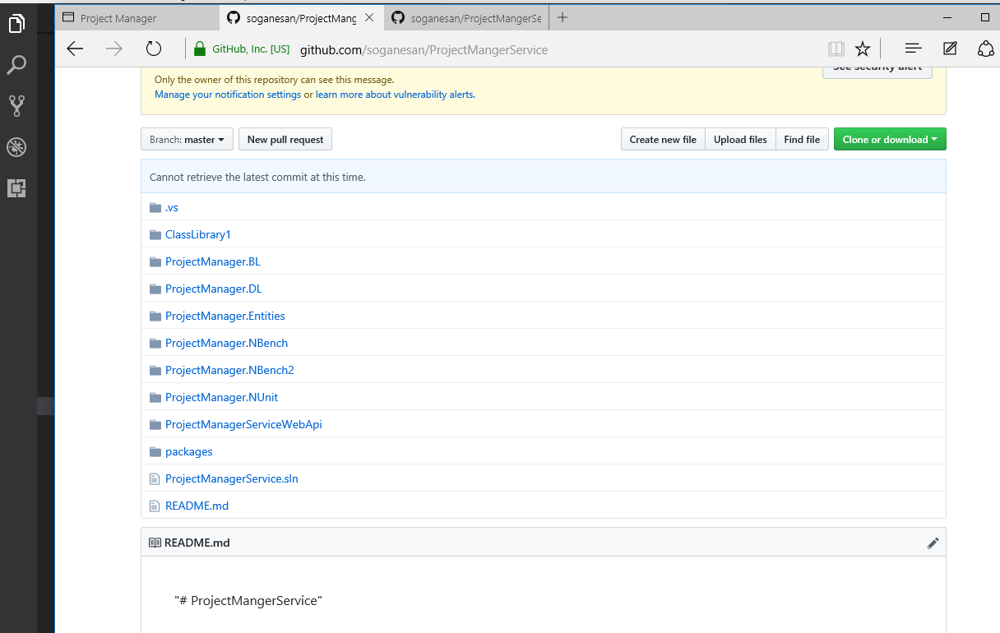 Project Manager
soganesan/ProjectMang
soganesan/ProjectMangerSe
GitHub, Inc. [US]
github.com/soganesan/ProjectMangerService
See security alert
Only the owner of this repository can see this message.
Manage your notification settings or learn more about vulnerability alerts.
Branch: master
New pull request
Create new file
Upload files
Find file
Clone or download
Cannot retrieve the latest commit at this time.
.vs
ClassLibrary1
ProjectManager.BL
ProjectManager.DL
ProjectManager.Entities
ProjectManager.NBench
ProjectManager.NBench2
ProjectManager.NUnit
ProjectManagerServiceWebApi
packages
ProjectManagerService.sln
README.md
README.md
"# ProjectMangerService"